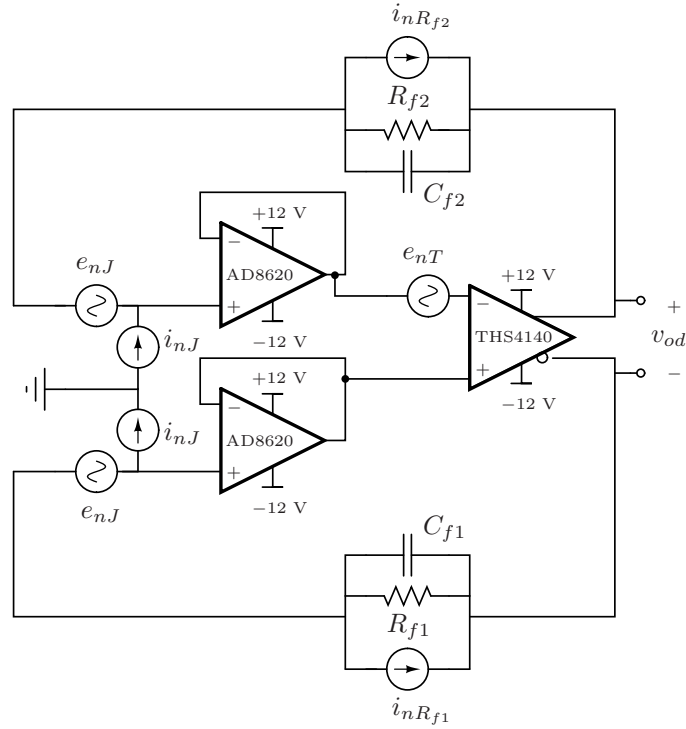 i_{nR_{f2}}
R_{f2}
C_{f2}
+12 V
−
AD8620
+
−12 V
e_{nJ}
i_{nJ}
e_{nT}
+12 V
−
THS4140
+
−12 V
+
v_{od}
−
+12 V
−
AD8620
+
−12 V
i_{nJ}
e_{nJ}
C_{f1}
R_{f1}
i_{nR_{f1}}